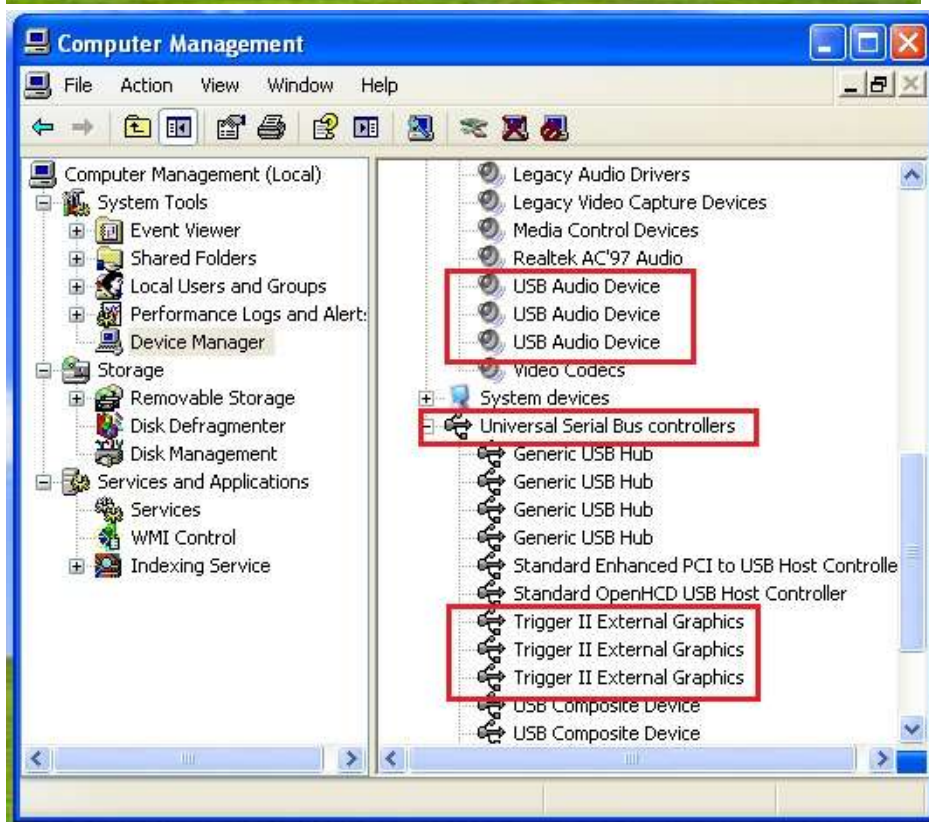 Computer Management
File Action View Window Help
Computer Management (Local)
System Tools
Event Viewer
Shared Folders
Local Users and Groups
Performance Logs and Alert
Device Manager
Storage
Removable Storage
Disk Defragmenter
Disk Management
Services and Applications
Services
WMI Control
Indexing Service
Legacy Audio Drivers
Legacy Video Capture Devices
Media Control Devices
Realtek AC'97 Audio
USB Audio Device
USB Audio Device
USB Audio Device
Video Codecs
System devices
Universal Serial Bus controllers
Generic USB Hub
Generic USB Hub
Generic USB Hub
Generic USB Hub
Standard Enhanced PCI to USB Host Controlle
Standard OpenHCD USB Host Controller
Trigger II External Graphics
Trigger II External Graphics
Trigger II External Graphics
USB Composite Device
USB Composite Device